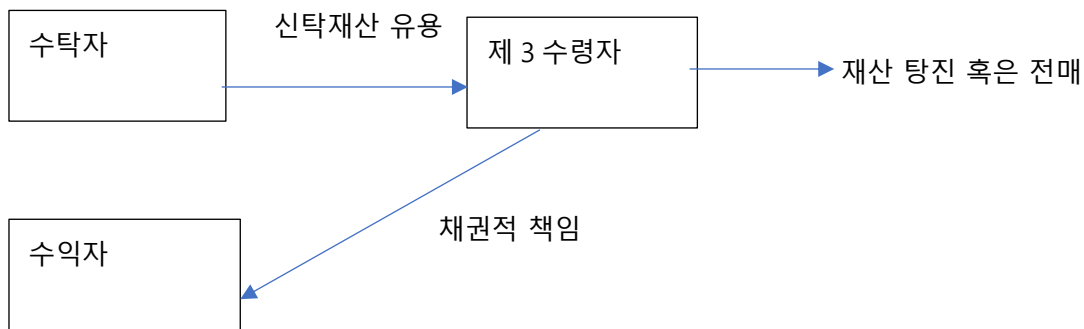 신탁재산 유용
수탁자
제 3 수령자
재산 탕진 혹은 전매
채권적 책임
수익자